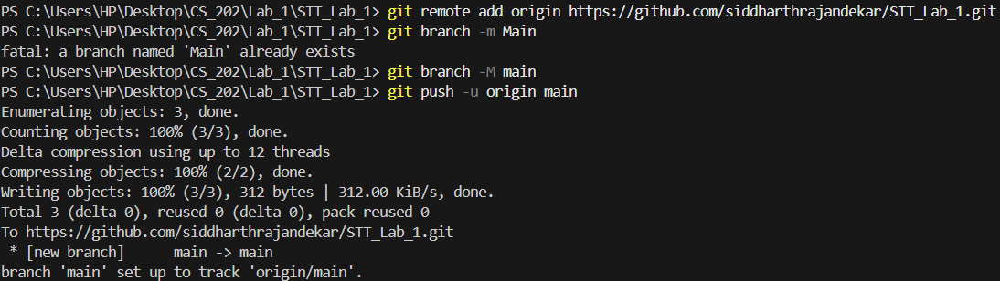 PS C:\Users\HP\Desktop\CS_202\Lab_1\STT_Lab_1> git remote add origin https://github.com/siddharthrajandekar/STT_Lab_1.git
PS C:\Users\HP\Desktop\CS_202\Lab_1\STT_Lab_1> git branch -m Main
fatal: a branch named 'Main' already exists
PS C:\Users\HP\Desktop\CS_202\Lab_1\STT_Lab_1> git branch -M main
PS C:\Users\HP\Desktop\CS_202\Lab_1\STT_Lab_1> git push -u origin main
Enumerating objects: 3, done.
Counting objects: 100% (3/3), done.
Delta compression using up to 12 threads
Compressing objects: 100% (2/2), done.
Writing objects: 100% (3/3), 312 bytes | 312.00 KiB/s, done.
Total 3 (delta 0), reused 0 (delta 0), pack-reused 0
To https://github.com/siddharthrajandekar/STT_Lab_1.git
 * [new branch]      main -> main
branch 'main' set up to track 'origin/main'.